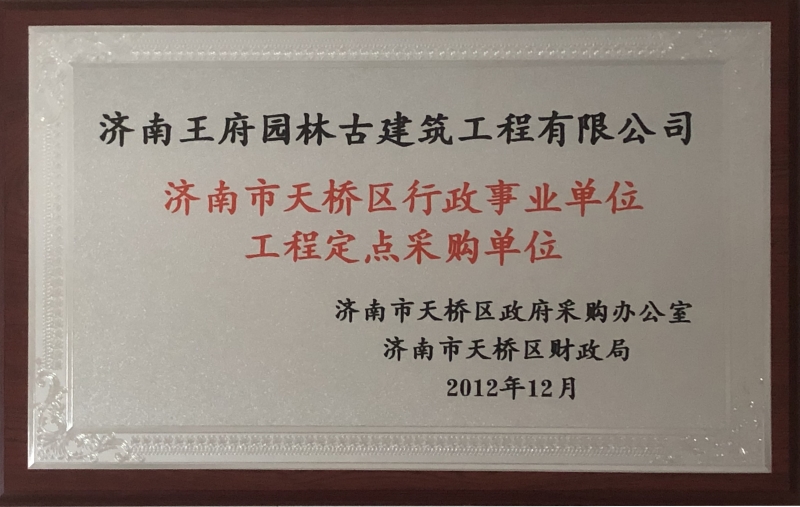 济南王府园林古建筑工程有限公司
济南市天桥区行政事业单位
工程定点采购单位
济南市天桥区政府采购办公室
济南市天桥区财政局
2012年12月